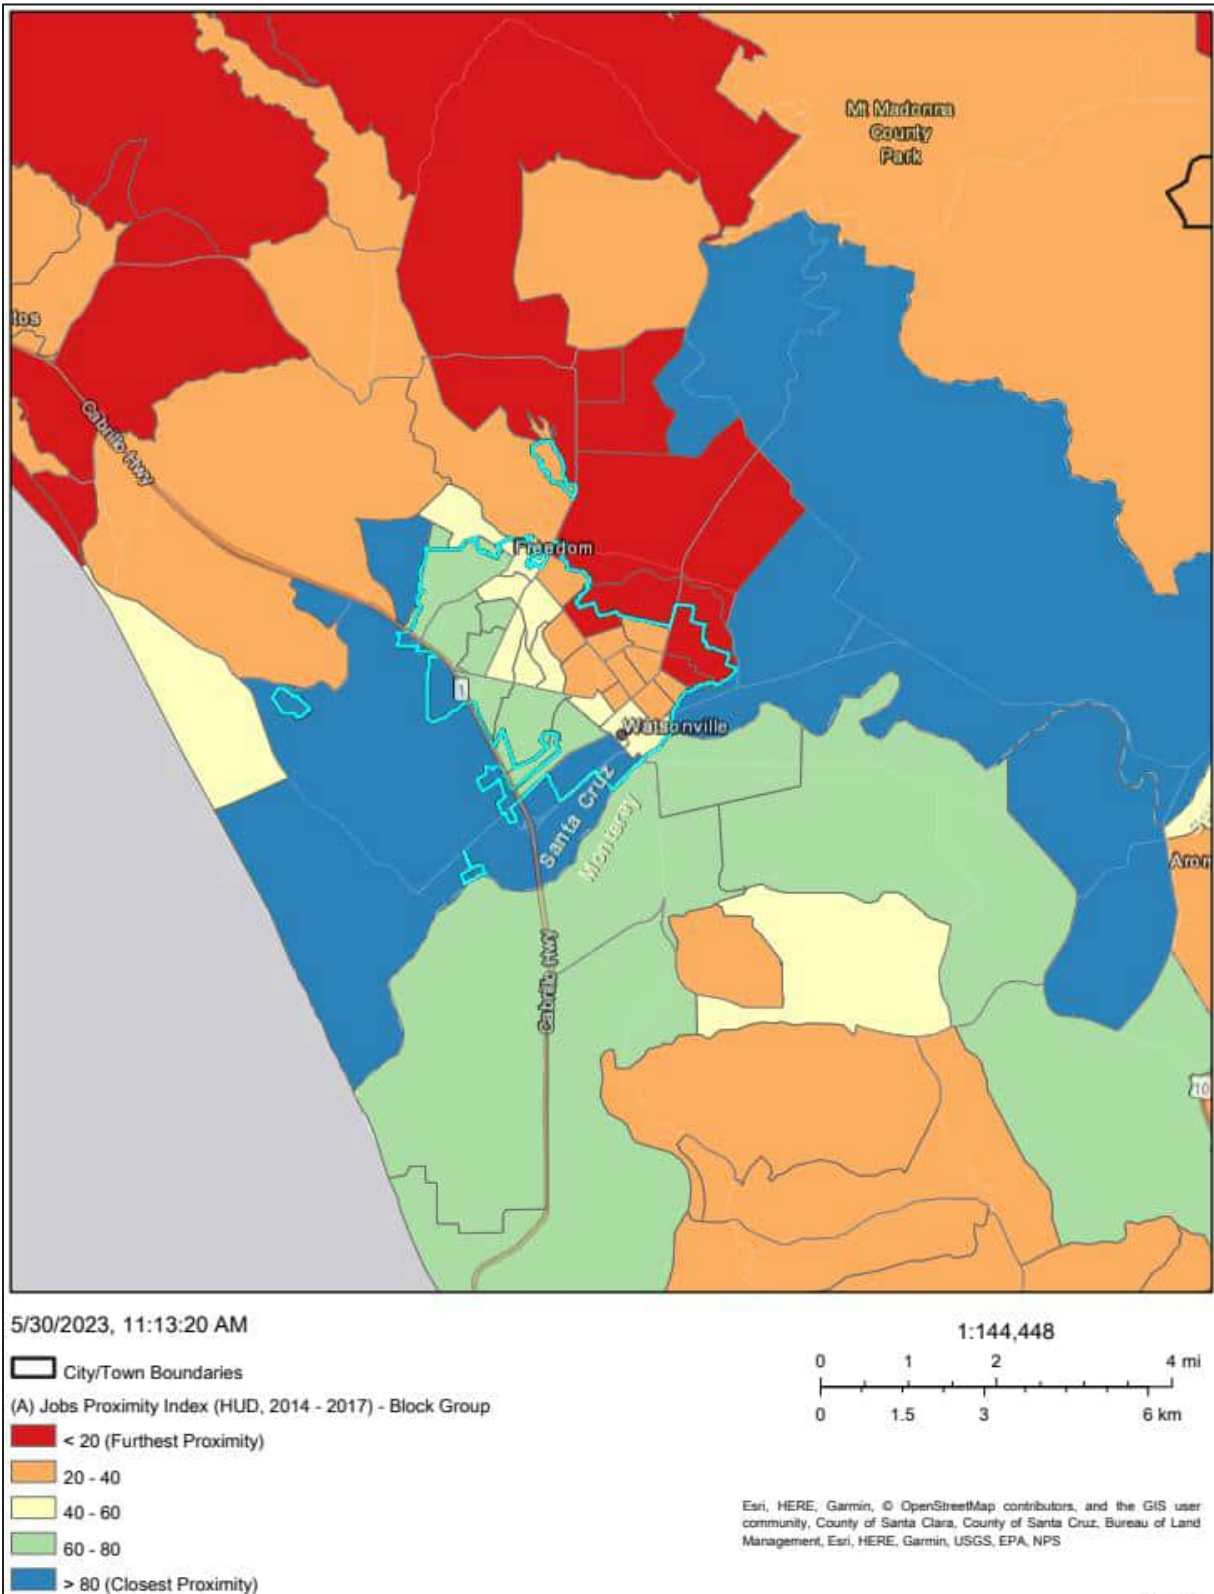 Mt Madonna
County
Park
tos
Cabrillo Hwy
Freedom
1
Watsonville
Santa Cruz
Monterey
Arom
Cabrillo Hwy
10
5/30/2023, 11:13:20 AM
City/Town Boundaries
(A) Jobs Proximity Index (HUD, 2014 - 2017) - Block Group
< 20 (Furthest Proximity)
20 - 40
40 - 60
60 - 80
> 80 (Closest Proximity)
1:144,448
0 1 2 4 mi
0 1.5 3 6 km
Esri, HERE, Garmin, © OpenStreetMap contributors, and the GIS user
community, County of Santa Clara, County of Santa Cruz, Bureau of Land
Management, Esri, HERE, Garmin, USGS, EPA, NPS